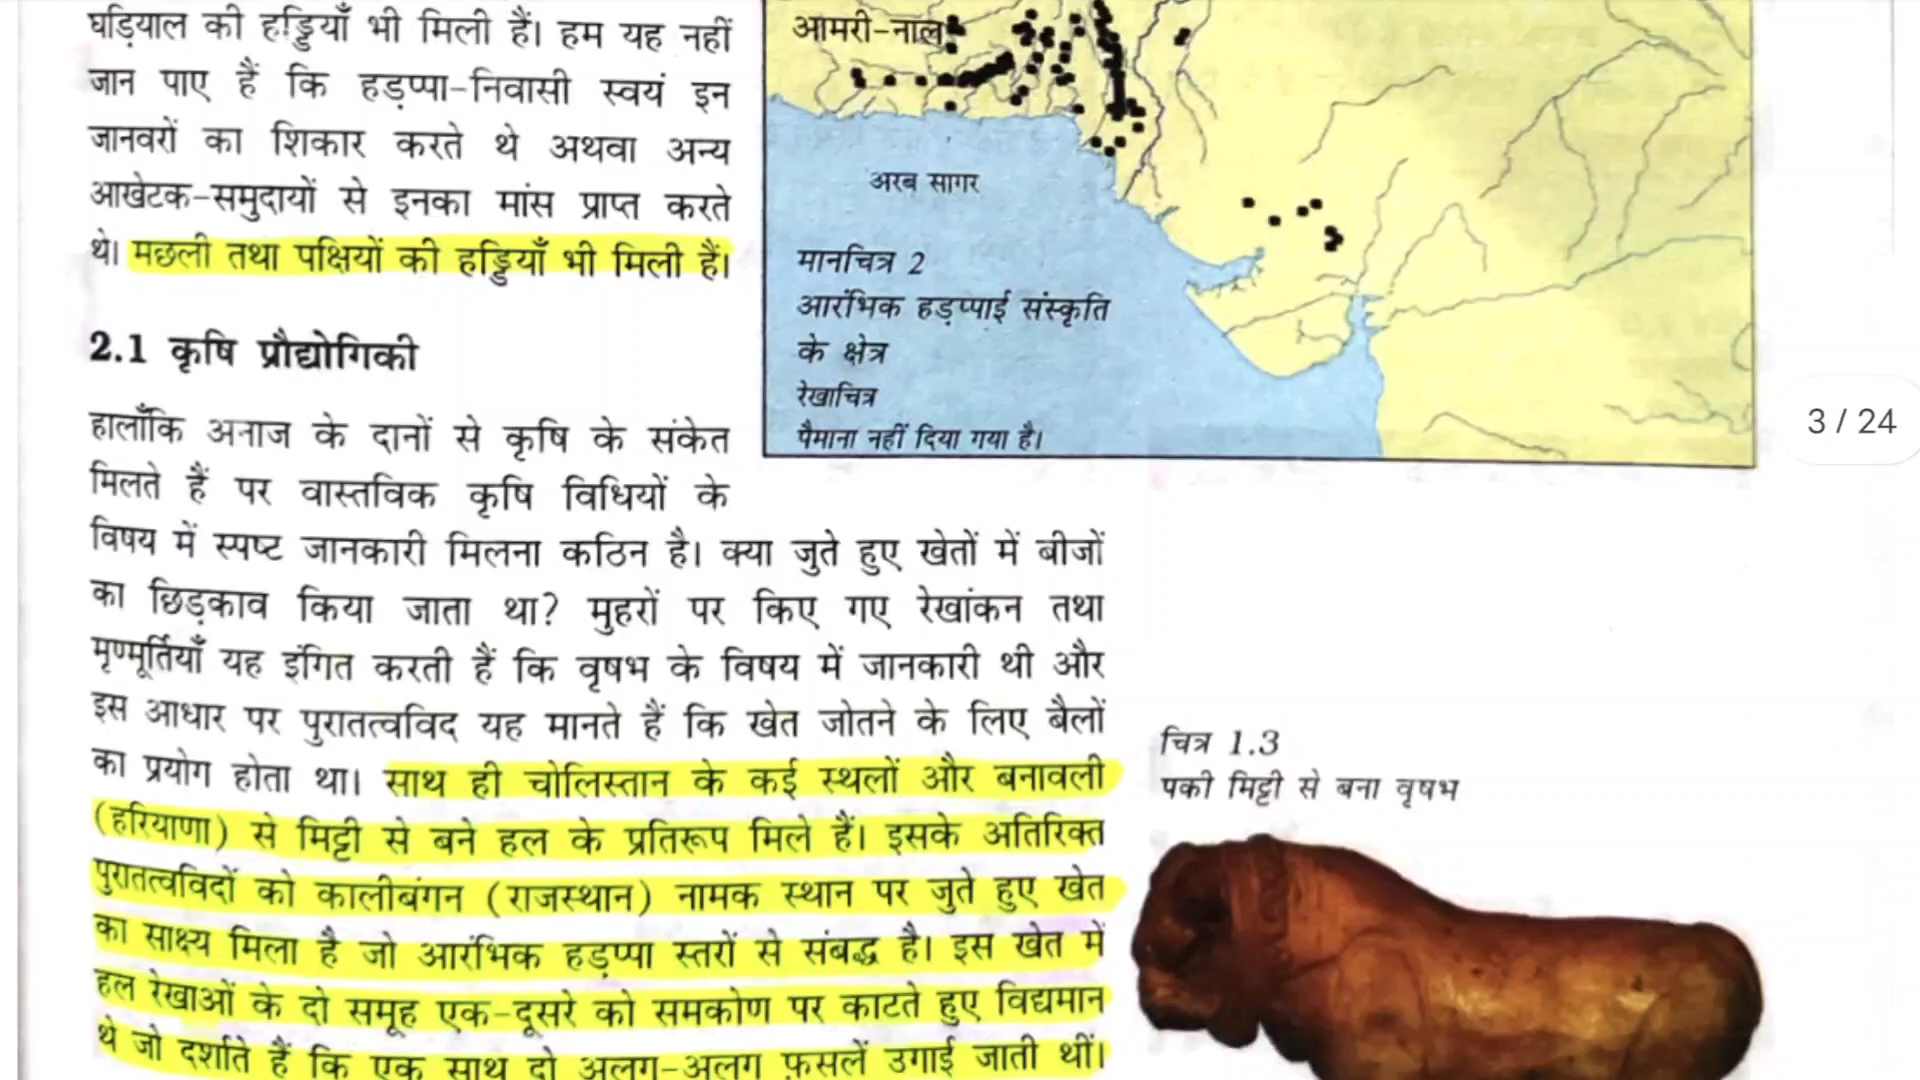 घड़ियाल की हड्डियाँ भी मिली हैं। हम यह नहीं
जान पाए हैं कि हड़प्पा-निवासी स्वयं इन
जानवरों का शिकार करते थे अथवा अन्य
आखेटक-समुदायों से इनका मांस प्राप्त करते
थे। मछली तथा पक्षियों की हड्डियाँ भी मिली हैं।
2.1 कृषि प्रौद्योगिकी
हालाँकि अनाज के दानों से कृषि के संकेत
मिलते हैं पर वास्तविक कृषि विधियों के
विषय में स्पष्ट जानकारी मिलना कठिन है। क्या जुते हुए खेतों में बीजों
का छिड़काव किया जाता था? मुहरों पर किए गए रेखांकन तथा
मृण्मूर्तियाँ यह इंगित करती हैं कि वृषभ के विषय में जानकारी थी और
इस आधार पर पुरातत्वविद यह मानते हैं कि खेत जोतने के लिए बैलों
का प्रयोग होता था। साथ ही चोलिस्तान के कई स्थलों और बनावली
(हरियाणा) से मिट्टी से बने हल के प्रतिरूप मिले हैं। इसके अतिरिक्त
पुरातत्वविदों को कालीबंगन (राजस्थान) नामक स्थान पर जुते हुए खेत
का साक्ष्य मिला है जो आरंभिक हड़प्पा स्तरों से संबद्ध है। इस खेत में
हल रेखाओं के दो समूह एक-दूसरे को समकोण पर काटते हुए विद्यमान
थे जो दर्शाते हैं कि एक साथ दो अलग-अलग फ़सलें उगाई जाती थीं।
आमरी-नाल
अरब सागर
मानचित्र 2
आरंभिक हड़प्पाई संस्कृति
के क्षेत्र
रेखाचित्र
पैमाना नहीं दिया गया है।
3 / 24
चित्र 1.3
पकी मिट्टी से बना वृषभ